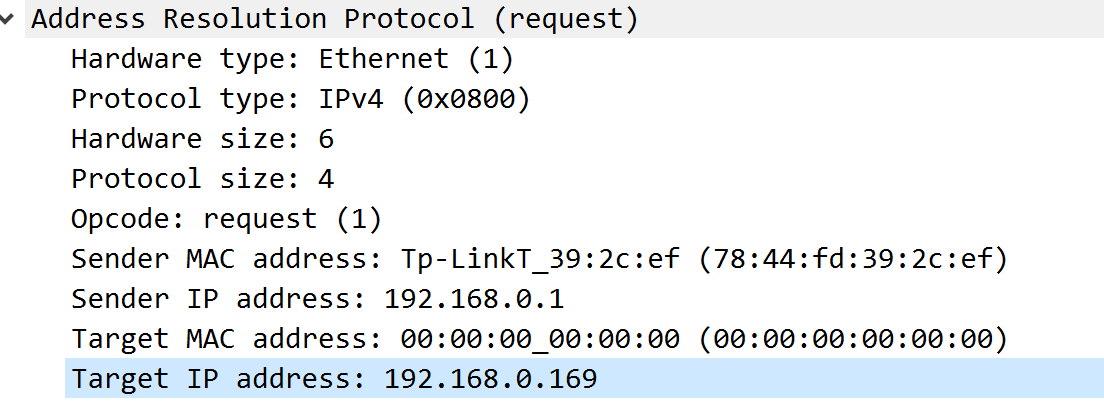 Address Resolution Protocol (request)
Hardware type: Ethernet (1)
Protocol type: IPv4 (0x0800)
Hardware size: 6
Protocol size: 4
Opcode: request (1)
Sender MAC address: Tp-LinkT_39:2c:ef (78:44:fd:39:2c:ef)
Sender IP address: 192.168.0.1
Target MAC address: 00:00:00_00:00:00 (00:00:00:00:00:00)
Target IP address: 192.168.0.169